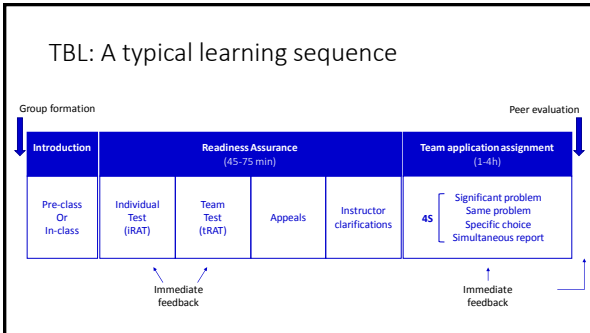 TBL: A typical learning sequence
Group formation
Peer evaluation
Introduction
Readiness Assurance
(45-75 min)
Team application assignment
(1-4h)
Pre-class
Or
In-class
Individual
Test
(iRAT)
Team
Test
(tRAT)
Appeals
Instructor
clarifications
4S
Significant problem
Same problem
Specific choice
Simultaneous report
Immediate
feedback
Immediate
feedback